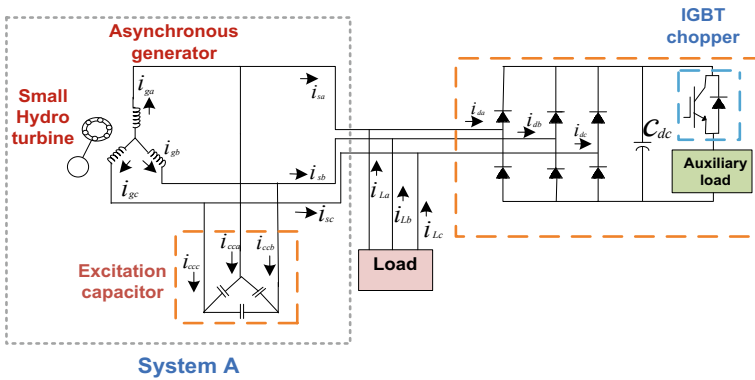 Asynchronous
generator
IGBT
chopper
Small
Hydro
turbine
i_ga
i_sa
i_da
i_db
i_dc
C_dc
i_gb
i_gc
i_sb
i_sc
Auxiliary
load
i_La
i_Lb
i_Lc
Excitation
capacitor
i_ccc
i_cca
i_ccb
Load
System A